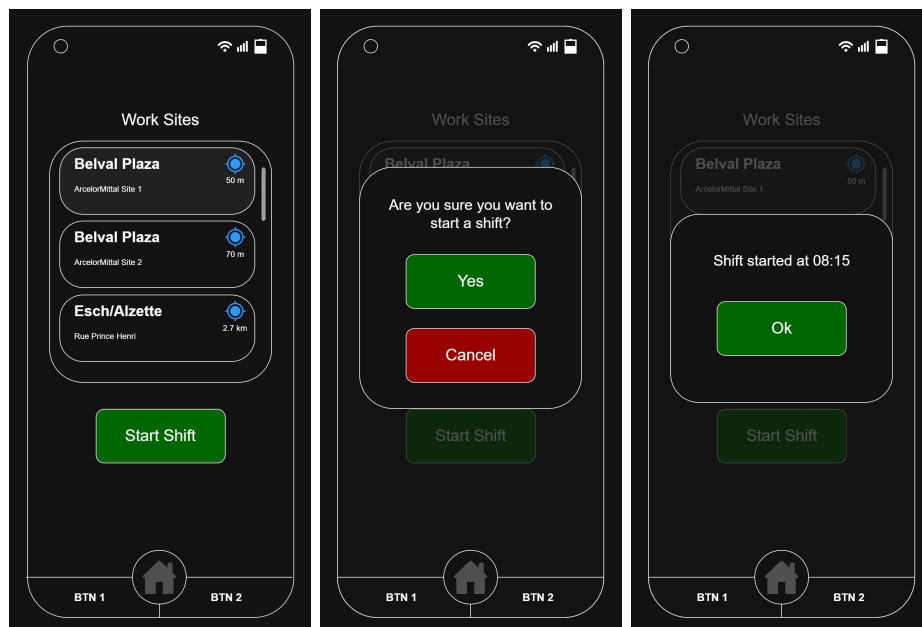 Work Sites
Belval Plaza
ArcelorMittal Site 1
50 m
Belval Plaza
ArcelorMittal Site 2
70 m
Esch/Alzette
Rue Prince Henri
2.7 km
Start Shift
BTN 1
BTN 2
Work Sites
Belval Plaza
Are you sure you want to
start a shift?
Yes
Cancel
Start Shift
BTN 1
BTN 2
Work Sites
Belval Plaza
ArcelorMittal Site 1
50 m
Shift started at 08:15
Ok
Start Shift
BTN 1
BTN 2